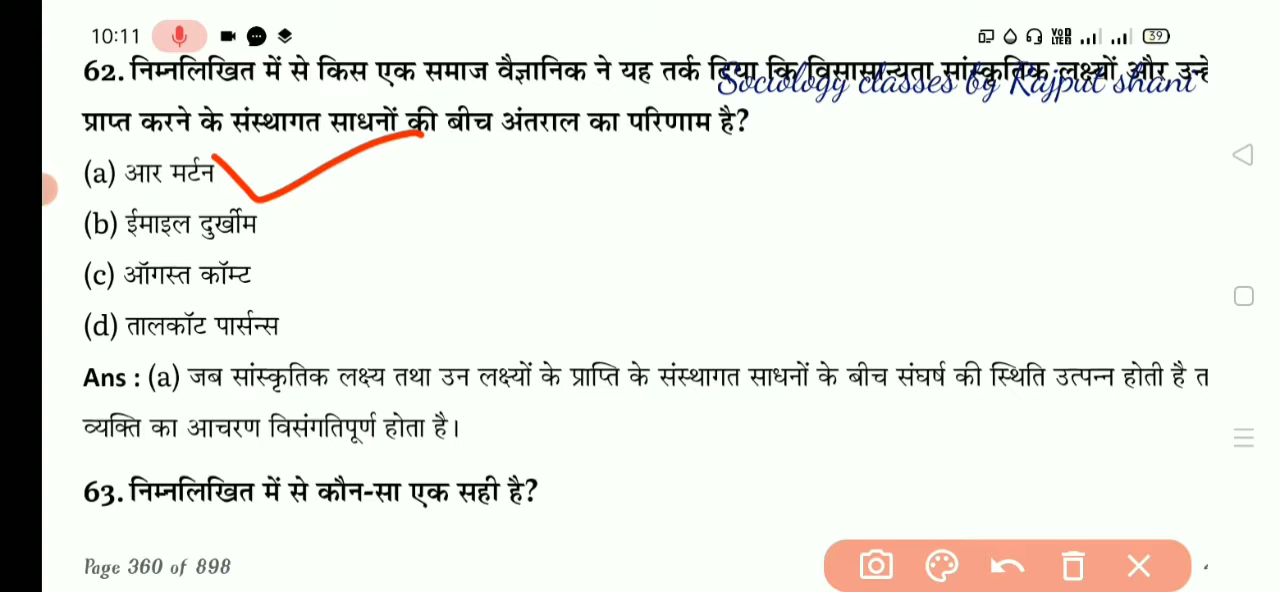 10:11 39
62. निम्नलिखित में से किस एक समाज वैज्ञानिक ने यह तर्क दिया कि विसामान्यता सांस्कृतिक लक्ष्यों और उन्हे
Sociology classes by Rajput shani
प्राप्त करने के संस्थागत साधनों की बीच अंतराल का परिणाम है?
(a) आर मर्टन
(b) ईमाइल दुर्खीम
(c) ऑगस्त कॉम्ट
(d) तालकॉट पार्सन्स
Ans : (a) जब सांस्कृतिक लक्ष्य तथा उन लक्ष्यों के प्राप्ति के संस्थागत साधनों के बीच संघर्ष की स्थिति उत्पन्न होती है त
व्यक्ति का आचरण विसंगतिपूर्ण होता है।
63. निम्नलिखित में से कौन-सा एक सही है?
Page 360 of 898